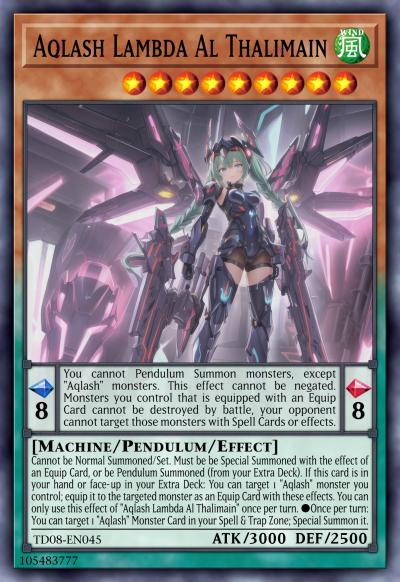 Aqlash Lambda Al Thalimain
WIND
風
You cannot Pendulum Summon monsters, except
"Aqlash" monsters. This effect cannot be negated.
Monsters you control that is equipped with an Equip
Card cannot be destroyed by battle, your opponent
cannot target those monsters with Spell Cards or effects.
8
8
[Machine/Pendulum/Effect]
Cannot be Normal Summoned/Set. Must be Special Summoned with the effect of
an Equip Card, or be Pendulum Summoned (from your Extra Deck). If this card is in
your hand or face-up in your Extra Deck: You can target 1 "Aqlash" monster you
control; equip it to the targeted monster as an Equip Card with these effects. You can
only use this effect of "Aqlash Lambda Al Thalimain" once per turn. ●Once per turn:
You can target 1 "Aqlash" Monster Card in your Spell & Trap Zone; Special Summon it.
TD08-EN045
ATK/3000 DEF/2500
105483777